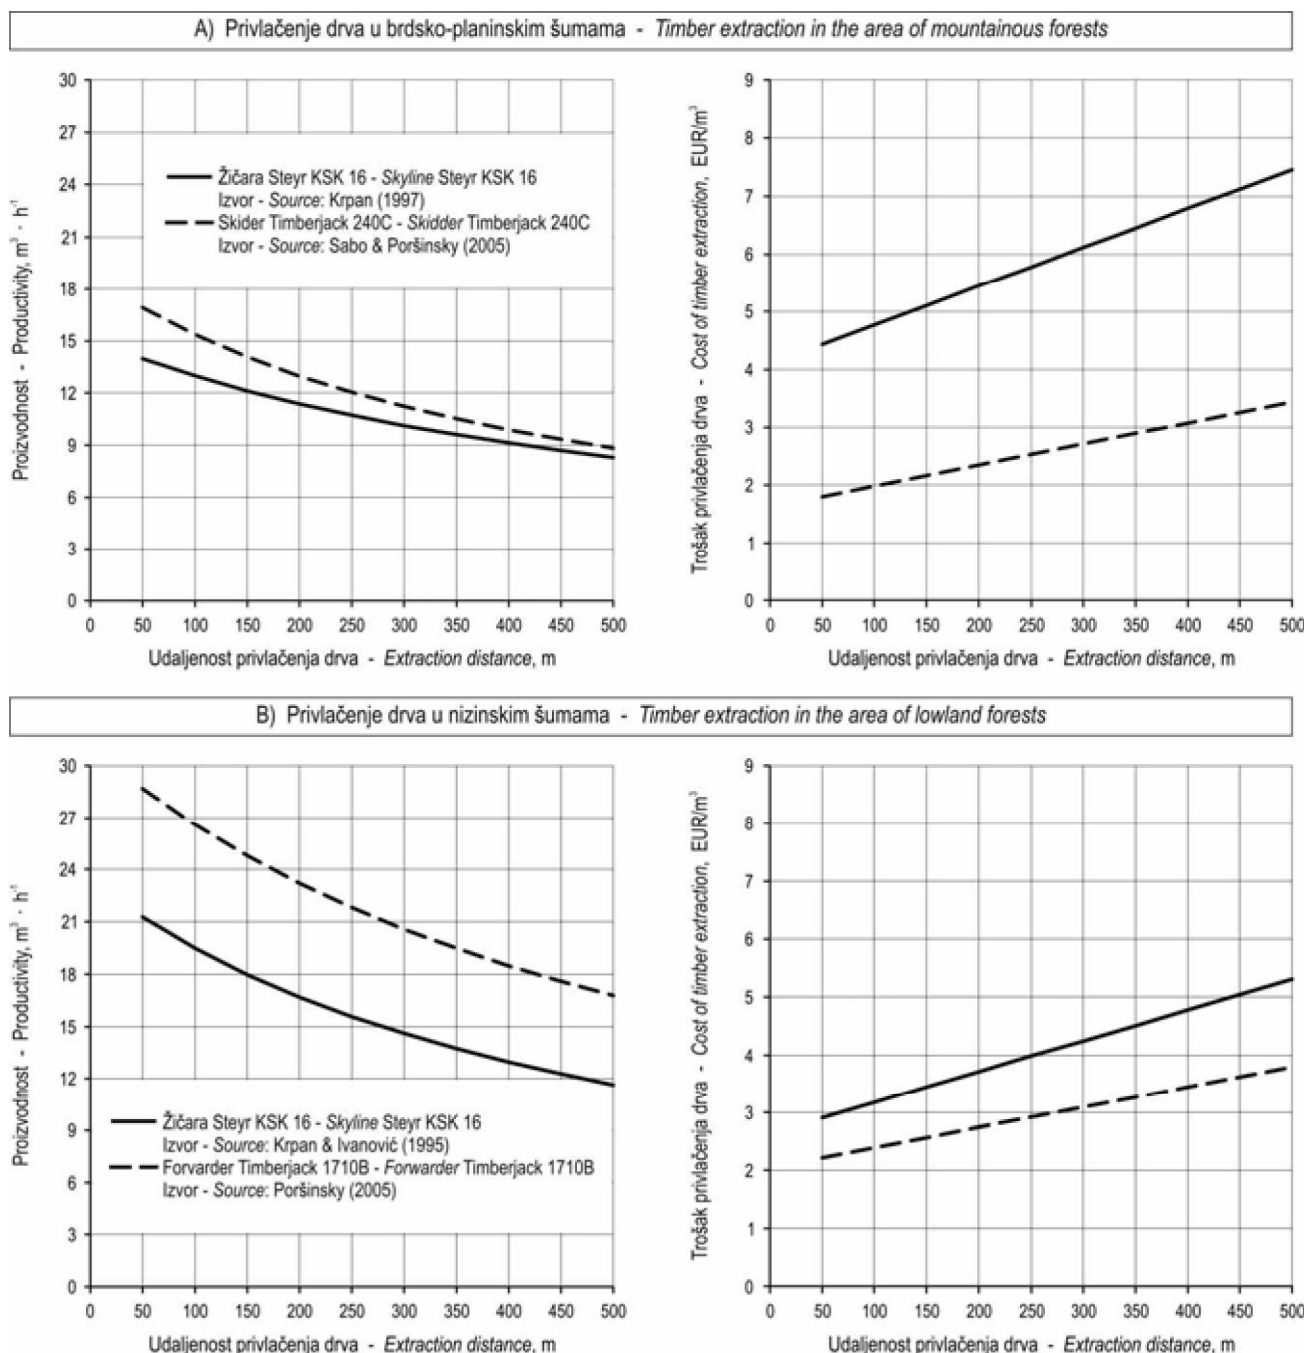 A) Privlačenje drva u brdsko-planinskim šumama - Timber extraction in the area of mountainous forests
Proizvodnost - Productivity, m³ · h⁻¹
30
27
24
21
18
15
12
9
6
3
0
Žičara Steyr KSK 16 - Skyline Steyr KSK 16
Izvor - Source: Krpan (1997)
Skider Timberjack 240C - Skidder Timberjack 240C
Izvor - Source: Sabo & Poršinsky (2005)
0 50 100 150 200 250 300 350 400 450 500
Udaljenost privlačenja drva - Extraction distance, m
Trošak privlačenja drva - Cost of timber extraction, EUR/m³
9
8
7
6
5
4
3
2
1
0
0 50 100 150 200 250 300 350 400 450 500
Udaljenost privlačenja drva - Extraction distance, m
B) Privlačenje drva u nizinskim šumama - Timber extraction in the area of lowland forests
Proizvodnost - Productivity, m³ · h⁻¹
30
27
24
21
18
15
12
9
6
3
0
Žičara Steyr KSK 16 - Skyline Steyr KSK 16
Izvor - Source: Krpan & Ivanović (1995)
Forvarder Timberjack 1710B - Forwarder Timberjack 1710B
Izvor - Source: Poršinsky (2005)
0 50 100 150 200 250 300 350 400 450 500
Udaljenost privlačenja drva - Extraction distance, m
Trošak privlačenja drva - Cost of timber extraction, EUR/m³
9
8
7
6
5
4
3
2
1
0
0 50 100 150 200 250 300 350 400 450 500
Udaljenost privlačenja drva - Extraction distance, m